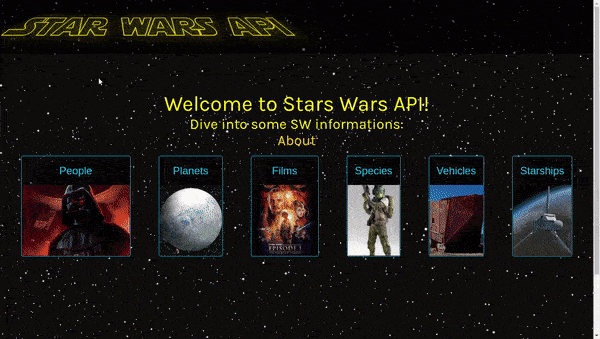 STAR WARS API
Welcome to Stars Wars API!
Dive into some SW informations:
About
People
Planets
Films
Species
Vehicles
Starships
EPISODE I